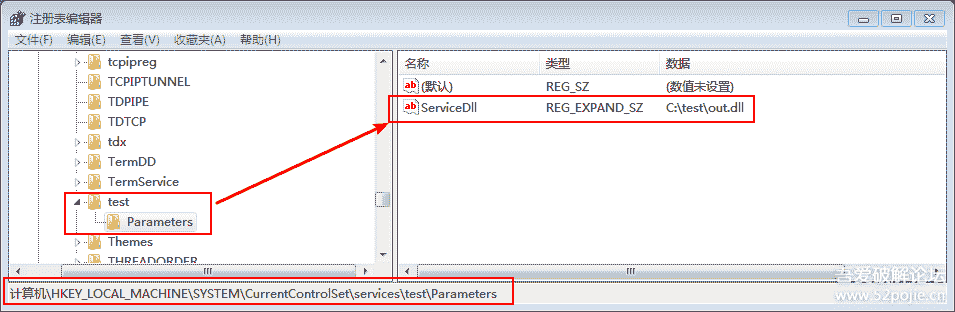 注册表编辑器
文件(F) 编辑(E) 查看(V) 收藏夹(A) 帮助(H)
tcpipreg
TCPIPTUNNEL
TDPIPE
TDTCP
tdx
TermDD
TermService
test
Parameters
Themes
THREADORDER
名称 类型 数据
ab (默认) REG_SZ (数值未设置)
ab ServiceDll REG_EXPAND_SZ C:\test\out.dll
计算机\HKEY_LOCAL_MACHINE\SYSTEM\CurrentControlSet\services\test\Parameters
吾爱破解论坛
www.52pojie.cn